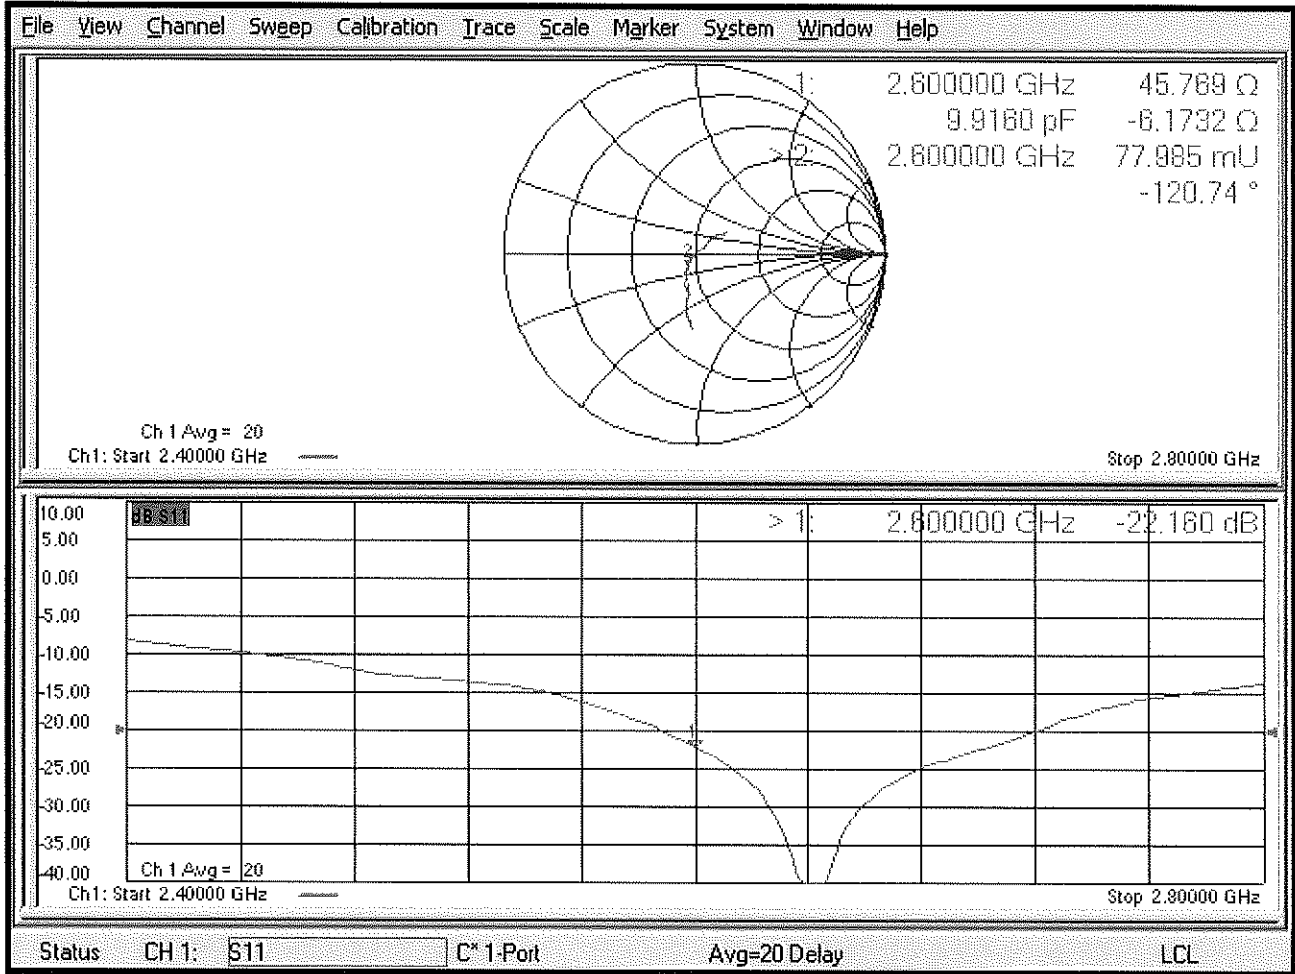 File View Channel Sweep Calibration Trace Scale Marker System Window Help
1: 2.600000 GHz 45.769 Ω
9.9160 pF -6.1732 Ω
> 2: 2.600000 GHz 77.985 mU
-120.74 °
2
Ch 1 Avg = 20
Ch1: Start 2.40000 GHz
Stop 2.80000 GHz
10.00
dB S11
> 1: 2.600000 GHz -22.160 dB
5.00
0.00
-5.00
-10.00
-15.00
-20.00
1
-25.00
-30.00
-35.00
-40.00
Ch 1 Avg = 20
Ch1: Start 2.40000 GHz
Stop 2.80000 GHz
Status CH 1: S11 C* 1-Port Avg=20 Delay LCL